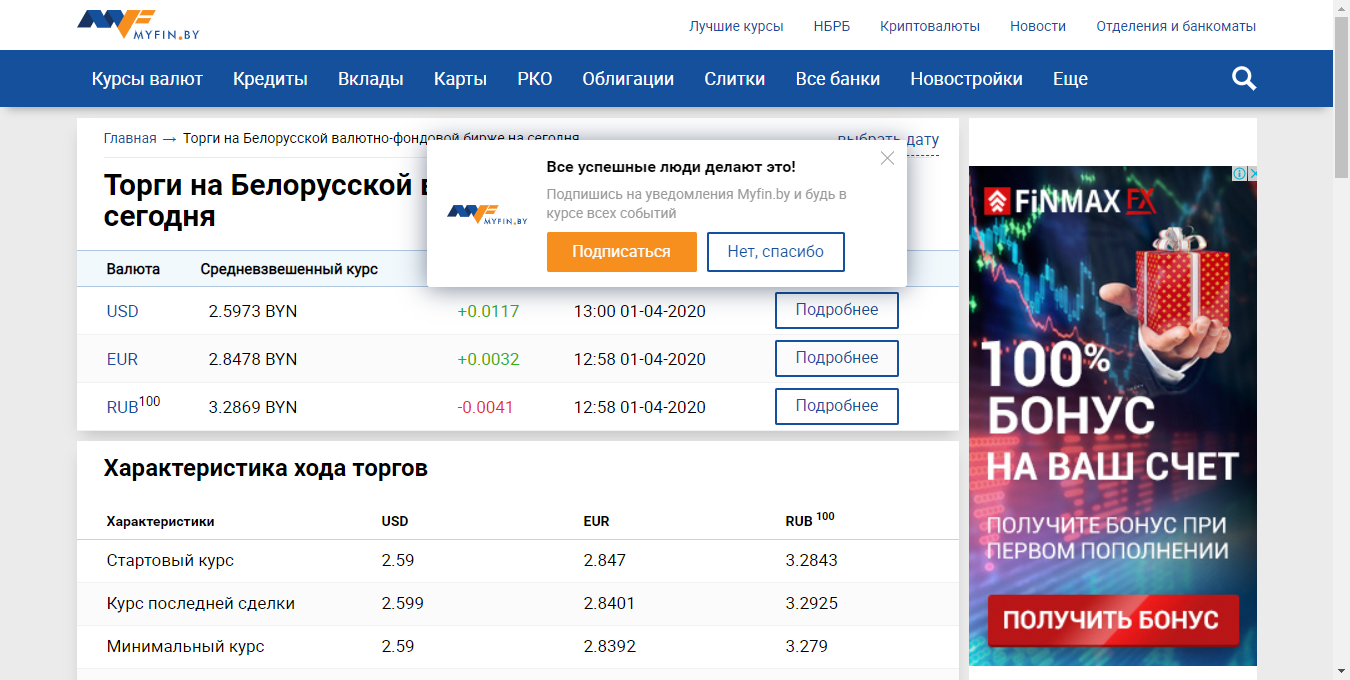 MYFIN.BY
Лучшие курсы НБРБ Криптовалюты Новости Отделения и банкоматы
Курсы валют Кредиты Вклады Карты РКО Облигации Слитки Все банки Новостройки Еще
Главная → Торги на Белорусской валютно-фондовой бирже на сегодня
выбрать дату
Торги на Белорусской
сегодня
Все успешные люди делают это!
Подпишись на уведомления Myfin.by и будь в
курсе всех событий
MYFIN.BY
Подписаться Нет, спасибо
Валюта Средневзвешенный курс
USD 2.5973 BYN +0.0117 13:00 01-04-2020 Подробнее
EUR 2.8478 BYN +0.0032 12:58 01-04-2020 Подробнее
RUB100 3.2869 BYN -0.0041 12:58 01-04-2020 Подробнее
Характеристика хода торгов
Характеристики USD EUR RUB 100
Стартовый курс 2.59 2.847 3.2843
Курс последней сделки 2.599 2.8401 3.2925
Минимальный курс 2.59 2.8392 3.279
FiNMAX FX
100%
БОНУС
НА ВАШ СЧЕТ
ПОЛУЧИТЕ БОНУС ПРИ
ПЕРВОМ ПОПОЛНЕНИИ
ПОЛУЧИТЬ БОНУС